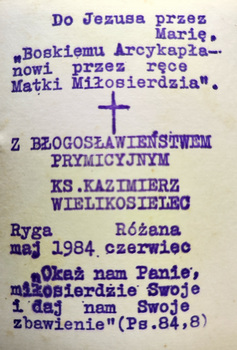 Do Jezusa przez
Marię.
„Boskiemu Arcykapła-
nowi przez ręce
Matki Miłosierdzia".
Z BŁOGOSŁAWIEŃSTWEM
PRYMICYJNYM
KS.KAZIMIERZ
WIELIKOSIELEC
Ryga Różana
maj 1984 czerwiec
„Okaż nam Panie,
miłosierdzie Swoje
i daj nam Swoje
zbawienie"(Ps.84,8)